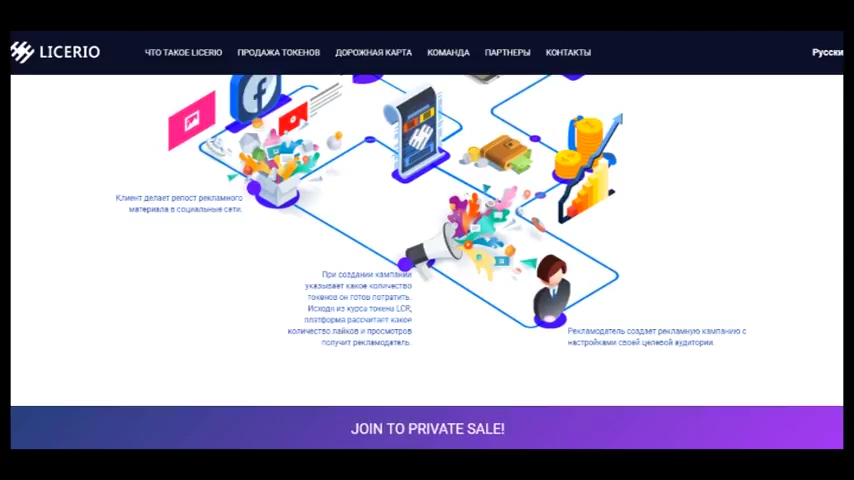 LICERIO
ЧТО ТАКОЕ LICERIO
ПРОДАЖА ТОКЕНОВ
ДОРОЖНАЯ КАРТА
КОМАНДА
ПАРТНЕРЫ
КОНТАКТЫ
Русски
Клиент делает репост рекламного
материала в социальные сети.
При создании кампании
указывает какое количество
токенов он готов потратить.
Исходя из курса токена LCR,
платформа рассчитает какое
количество лайков и просмотров
получит рекламодатель.
Рекламодатель создает рекламную кампанию с
настройками своей целевой аудитории.
JOIN TO PRIVATE SALE!